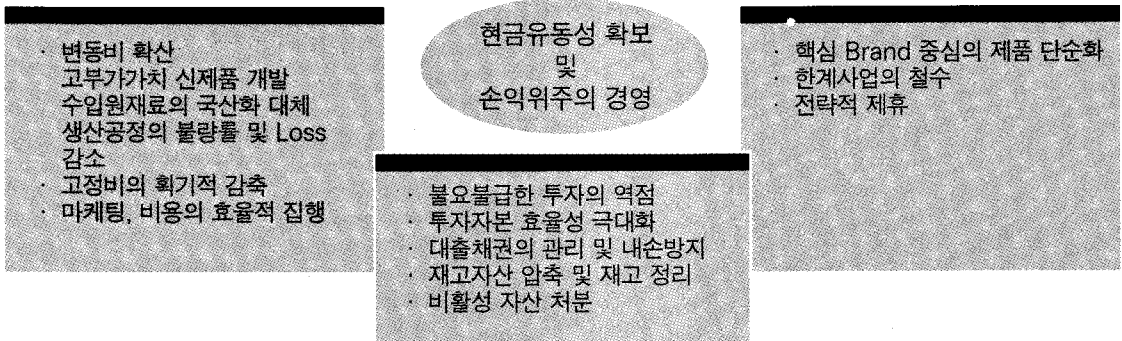 · 변동비 확산
고부가가치 신제품 개발
수입원재료의 국산화 대체
생산공정의 불량률 및 Loss
감소
· 고정비의 획기적 감축
· 마케팅, 비용의 효율적 집행
현금유동성 확보
및
손익위주의 경영
· 불요불급한 투자의 역점
· 투자자본 효율성 극대화
· 대출채권의 관리 및 내손방지
· 재고자산 압축 및 재고 정리
· 비활성 자산 처분
· 핵심 Brand 중심의 제품 단순화
· 한계사업의 철수
· 전략적 제휴